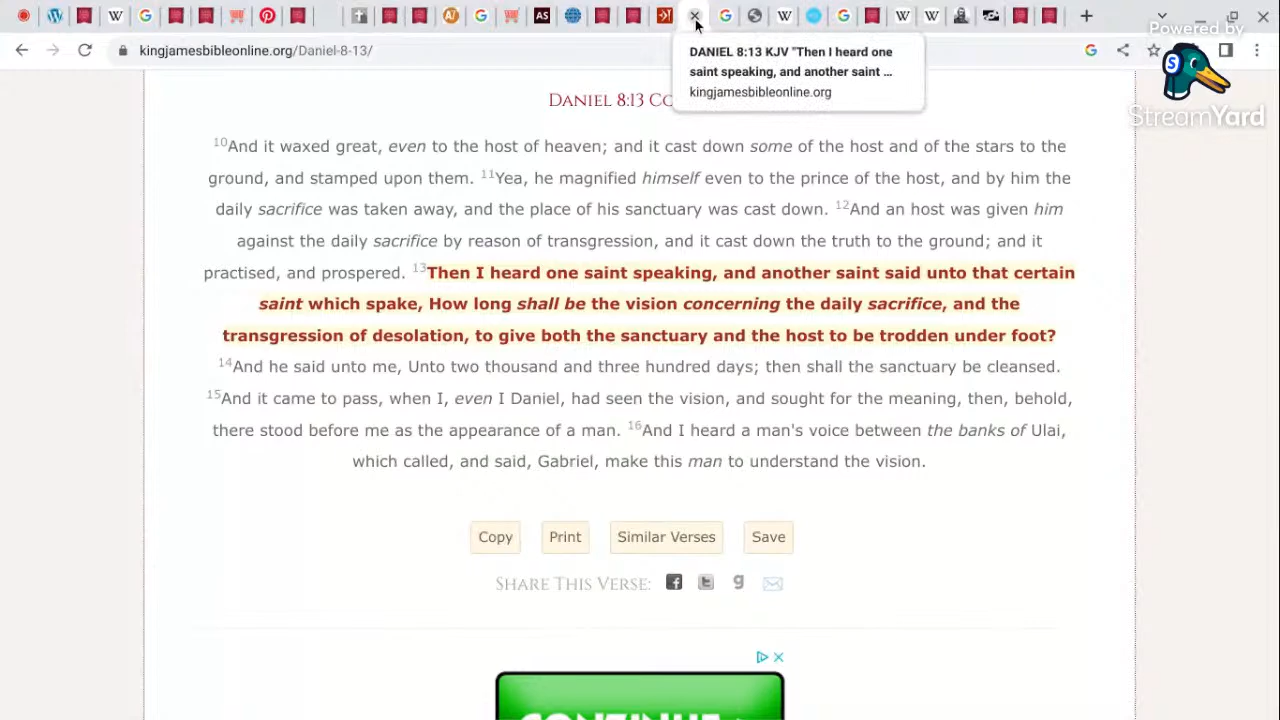 Powered by
StreamYard
kingjamesbibleonline.org/Daniel-8-13/
DANIEL 8:13 KJV "Then I heard one
saint speaking, and another saint ...
kingjamesbibleonline.org
DANIEL 8:13 CO
10And it waxed great, even to the host of heaven; and it cast down some of the host and of the stars to the
ground, and stamped upon them. 11Yea, he magnified himself even to the prince of the host, and by him the
daily sacrifice was taken away, and the place of his sanctuary was cast down. 12And an host was given him
against the daily sacrifice by reason of transgression, and it cast down the truth to the ground; and it
practised, and prospered. 13Then I heard one saint speaking, and another saint said unto that certain
saint which spake, How long shall be the vision concerning the daily sacrifice, and the
transgression of desolation, to give both the sanctuary and the host to be trodden under foot?
14And he said unto me, Unto two thousand and three hundred days; then shall the sanctuary be cleansed.
15And it came to pass, when I, even I Daniel, had seen the vision, and sought for the meaning, then, behold,
there stood before me as the appearance of a man. 16And I heard a man's voice between the banks of Ulai,
which called, and said, Gabriel, make this man to understand the vision.
Copy Print Similar Verses Save
SHARE THIS VERSE: